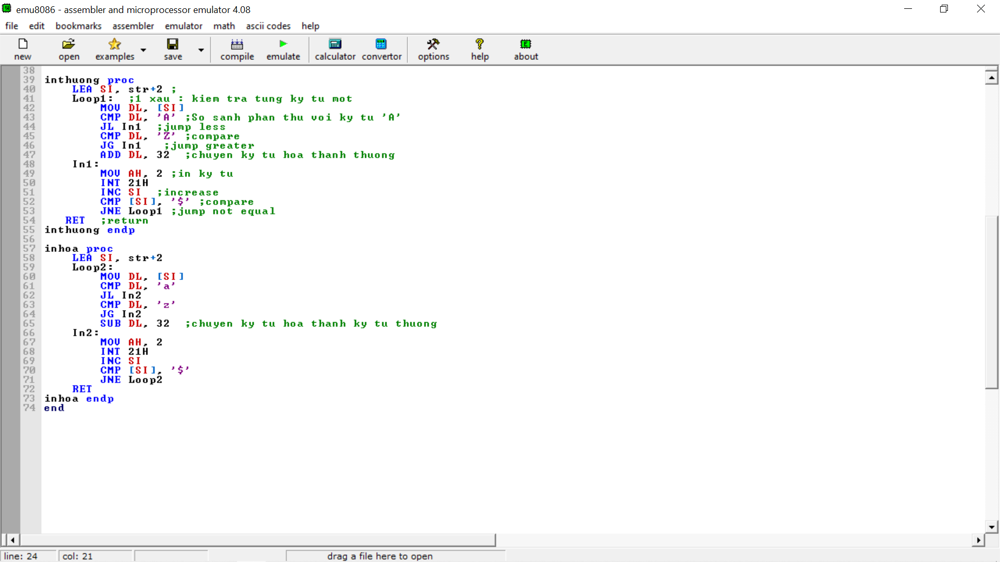 emu8086 - assembler and microprocessor emulator 4.08
file edit bookmarks assembler emulator math ascii codes help
new open examples save compile emulate calculator convertor options help about
38
39 inthuong proc
40 LEA SI, str+2 ;
41 Loop1: ;1 xau : kiem tra tung ky tu mot
42 MOV DL, [SI]
43 CMP DL, 'A' ;So sanh phan thu voi ky tu 'A'
44 JL In1 ;jump less
45 CMP DL, 'Z' ;compare
46 JG In1 ;jump greater
47 ADD DL, 32 ;chuyen ky tu hoa thanh thuong
48 In1:
49 MOV AH, 2 ;in ky tu
50 INT 21H
51 INC SI ;increase
52 CMP [SI], '$' ;compare
53 JNE Loop1 ;jump not equal
54 RET ;return
55 inthuong endp
56
57 inhoa proc
58 LEA SI, str+2
59 Loop2:
60 MOV DL, [SI]
61 CMP DL, 'a'
62 JL In2
63 CMP DL, 'z'
64 JG In2
65 SUB DL, 32 ;chuyen ky tu hoa thanh ky tu thuong
66 In2:
67 MOV AH, 2
68 INT 21H
69 INC SI
70 CMP [SI], '$'
71 JNE Loop2
72 RET
73 inhoa endp
74 end
line: 24 col: 21 drag a file here to open